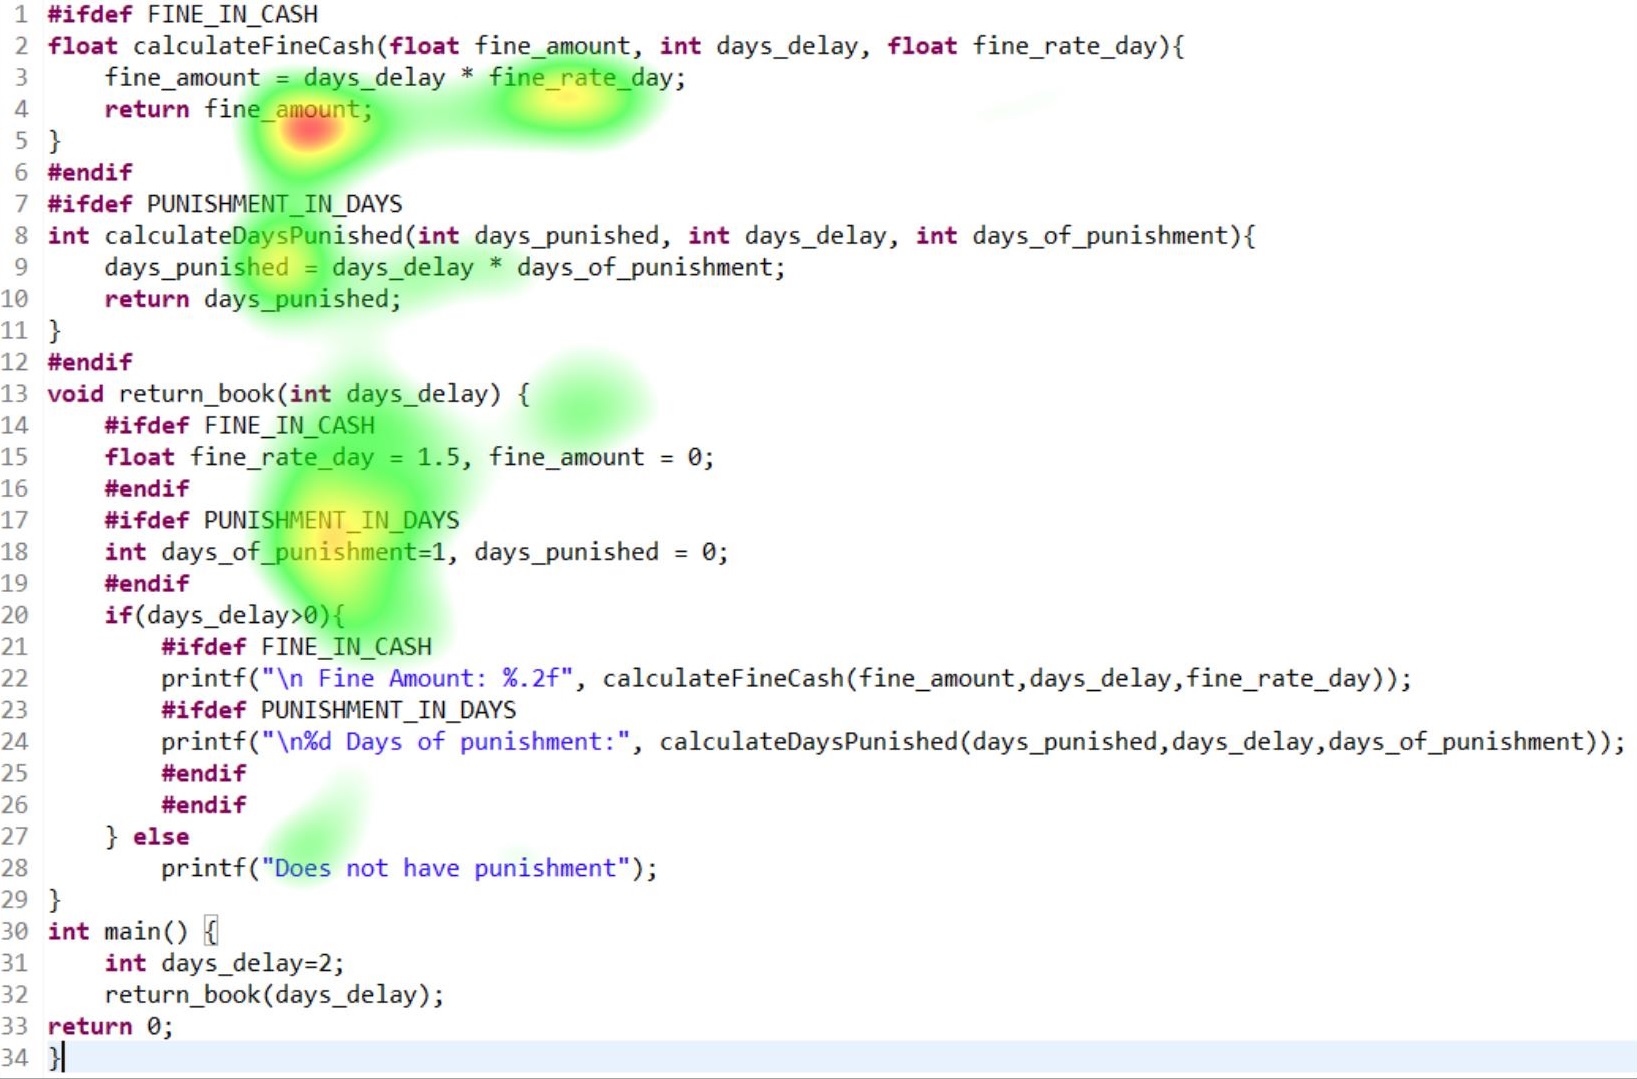 1 #ifdef FINE_IN_CASH
2 float calculateFineCash(float fine_amount, int days_delay, float fine_rate_day){
3     fine_amount = days_delay * fine_rate_day;
4     return fine_amount;
5 }
6 #endif
7 #ifdef PUNISHMENT_IN_DAYS
8 int calculateDaysPunished(int days_punished, int days_delay, int days_of_punishment){
9     days_punished = days_delay * days_of_punishment;
10     return days_punished;
11 }
12 #endif
13 void return_book(int days_delay) {
14     #ifdef FINE_IN_CASH
15     float fine_rate_day = 1.5, fine_amount = 0;
16     #endif
17     #ifdef PUNISHMENT_IN_DAYS
18     int days_of_punishment=1, days_punished = 0;
19     #endif
20     if(days_delay>0){
21         #ifdef FINE_IN_CASH
22         printf("\n Fine Amount: %.2f", calculateFineCash(fine_amount,days_delay,fine_rate_day));
23         #ifdef PUNISHMENT_IN_DAYS
24         printf("\n%d Days of punishment:", calculateDaysPunished(days_punished,days_delay,days_of_punishment));
25         #endif
26         #endif
27     } else
28         printf("Does not have punishment");
29 }
30 int main() {
31     int days_delay=2;
32     return_book(days_delay);
33 return 0;
34 }